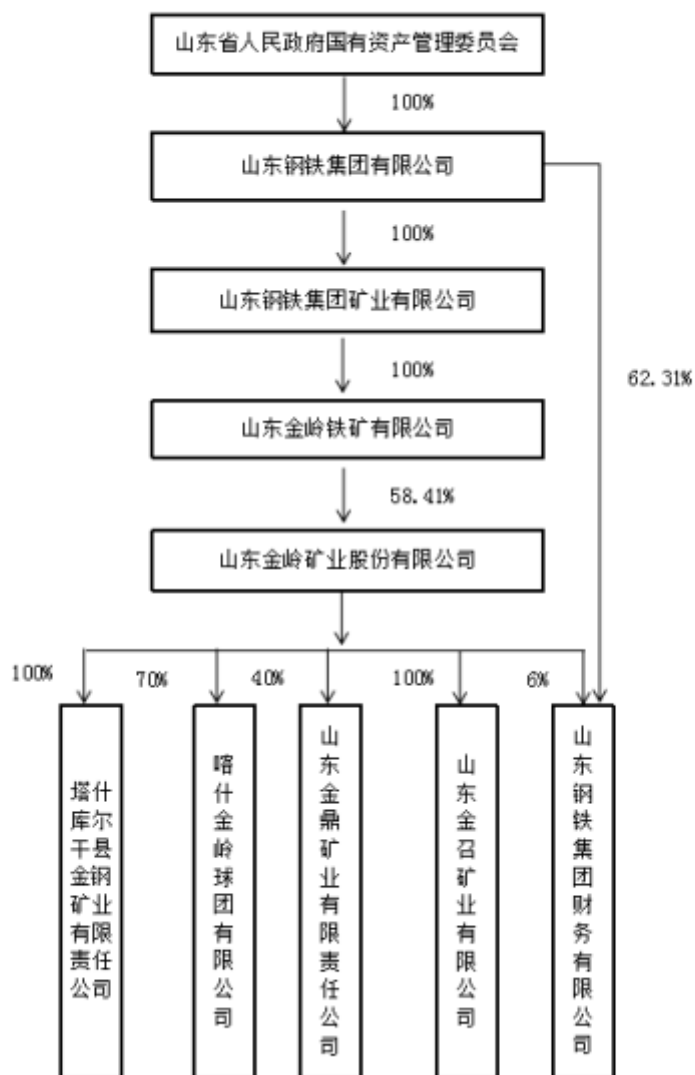 山东省人民政府国有资产管理委员会
100%
山东钢铁集团有限公司
100%
山东钢铁集团矿业有限公司
100%
62.31%
山东金岭铁矿有限公司
58.41%
山东金岭矿业股份有限公司
100%
70%
40%
100%
6%
塔什库尔干县金钢矿业有限责任公司
喀什金岭球团有限公司
山东金鼎矿业有限责任公司
山东金召矿业有限公司
山东钢铁集团财务有限公司